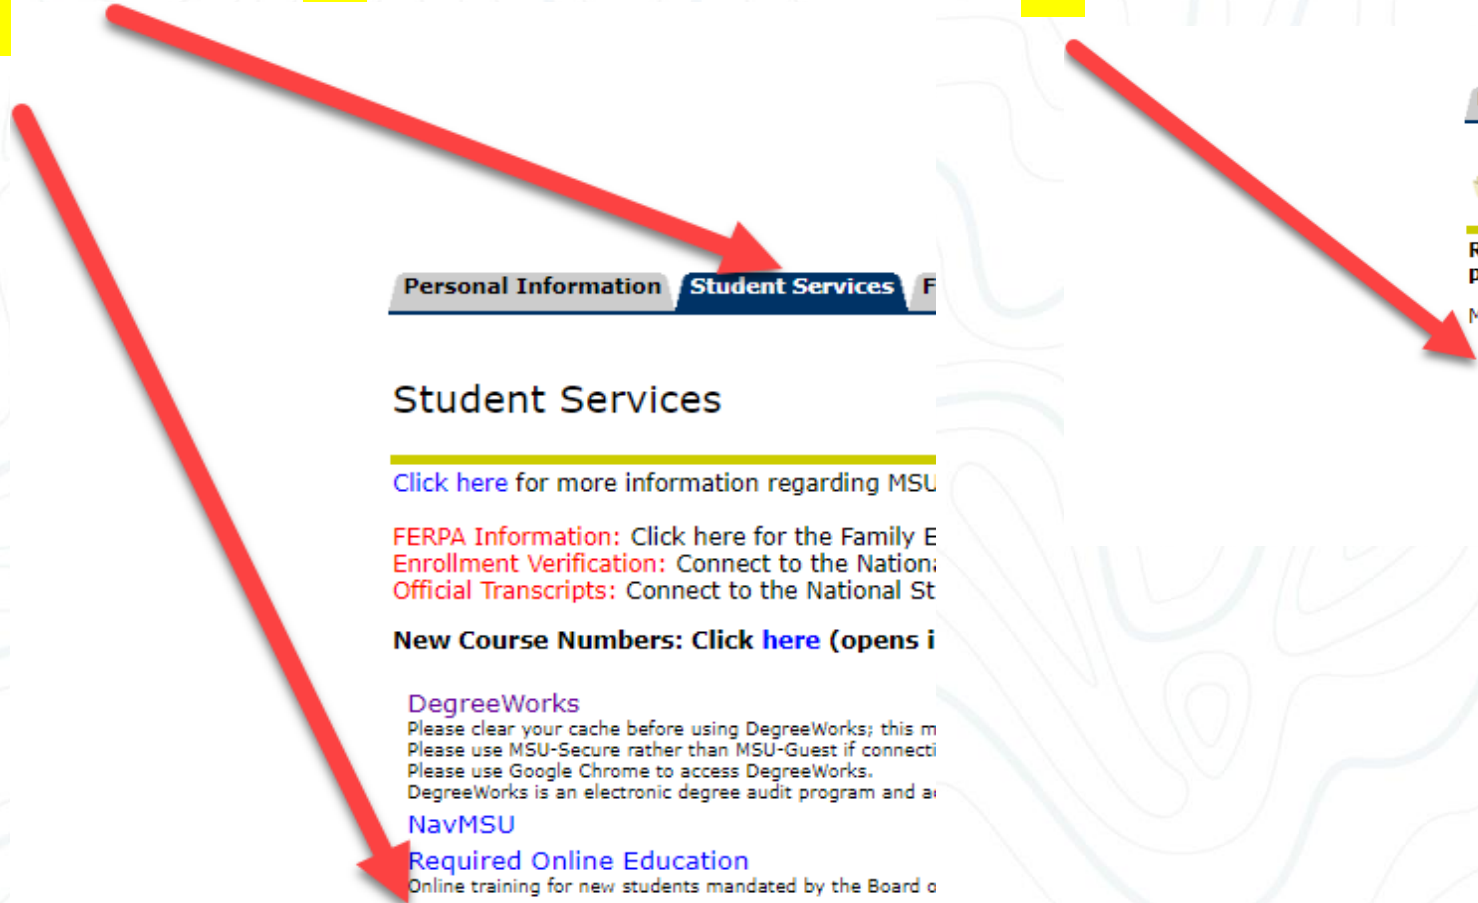 Personal Information Student Services F
Student Services
Click here for more information regarding MSU
FERPA Information: Click here for the Family E
Enrollment Verification: Connect to the Nationa
Official Transcripts: Connect to the National St
New Course Numbers: Click here (opens i
DegreeWorks
Please clear your cache before using DegreeWorks; this m
Please use MSU-Secure rather than MSU-Guest if connecti
Please use Google Chrome to access DegreeWorks.
DegreeWorks is an electronic degree audit program and a
NavMSU
Required Online Education
Online training for new students mandated by the Board o
R
p
M